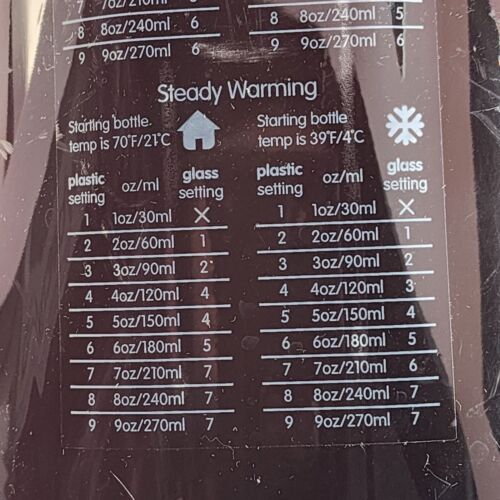 7 7oz/210ml 6
8 8oz/240ml 6 8 8oz/240ml 5
9 9oz/270ml 6 9 9oz/270ml 6
Steady Warming
Starting bottle Starting bottle
temp is 70°F/21°C temp is 39°F/4°C
plastic setting oz/ml glass setting plastic setting oz/ml glass setting
1 1oz/30ml X 1 1oz/30ml X
2 2oz/60ml 1 2 2oz/60ml 1
3 3oz/90ml 2 3 3oz/90ml 2
4 4oz/120ml 4 4 4oz/120ml 3
5 5oz/150ml 4 5 5oz/150ml 4
6 6oz/180ml 5 6 6oz/180ml 5
7 7oz/210ml 7 7 7oz/210ml 6
8 8oz/240ml 7 8 8oz/240ml 7
9 9oz/270ml 7 9 9oz/270ml 7